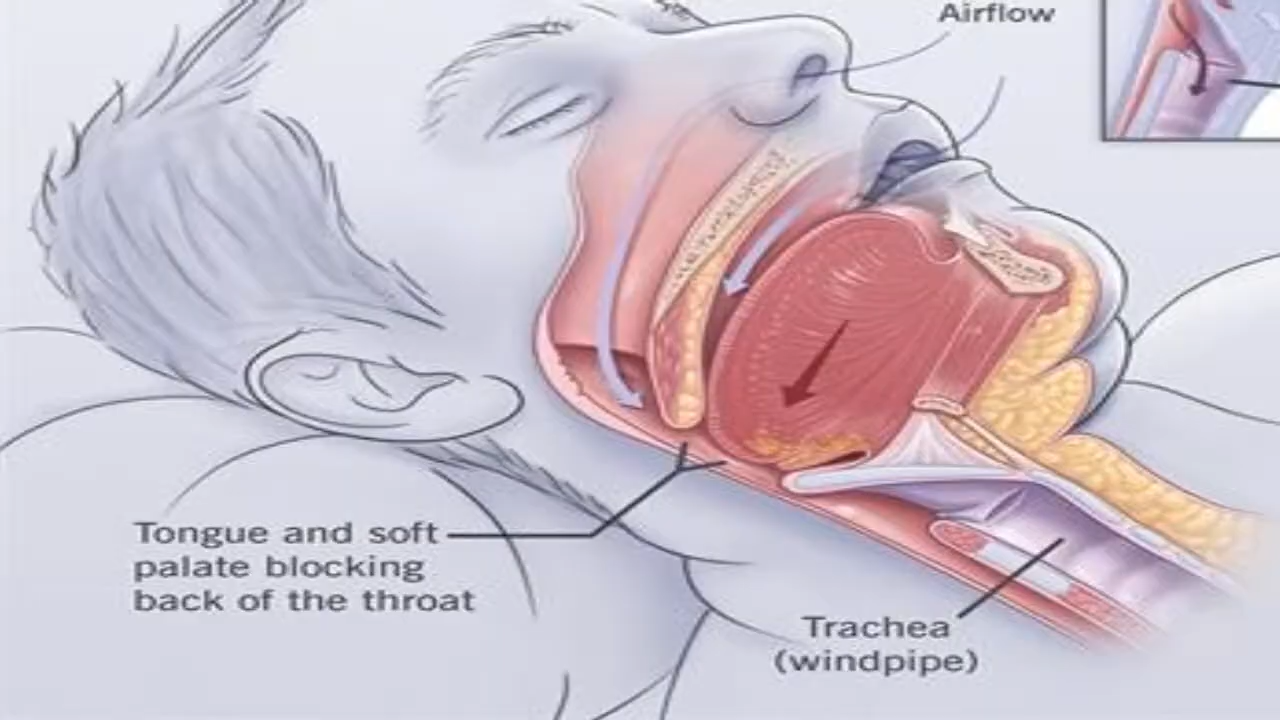 Airflow
Tongue and soft
palate blocking
back of the throat
Trachea
(windpipe)